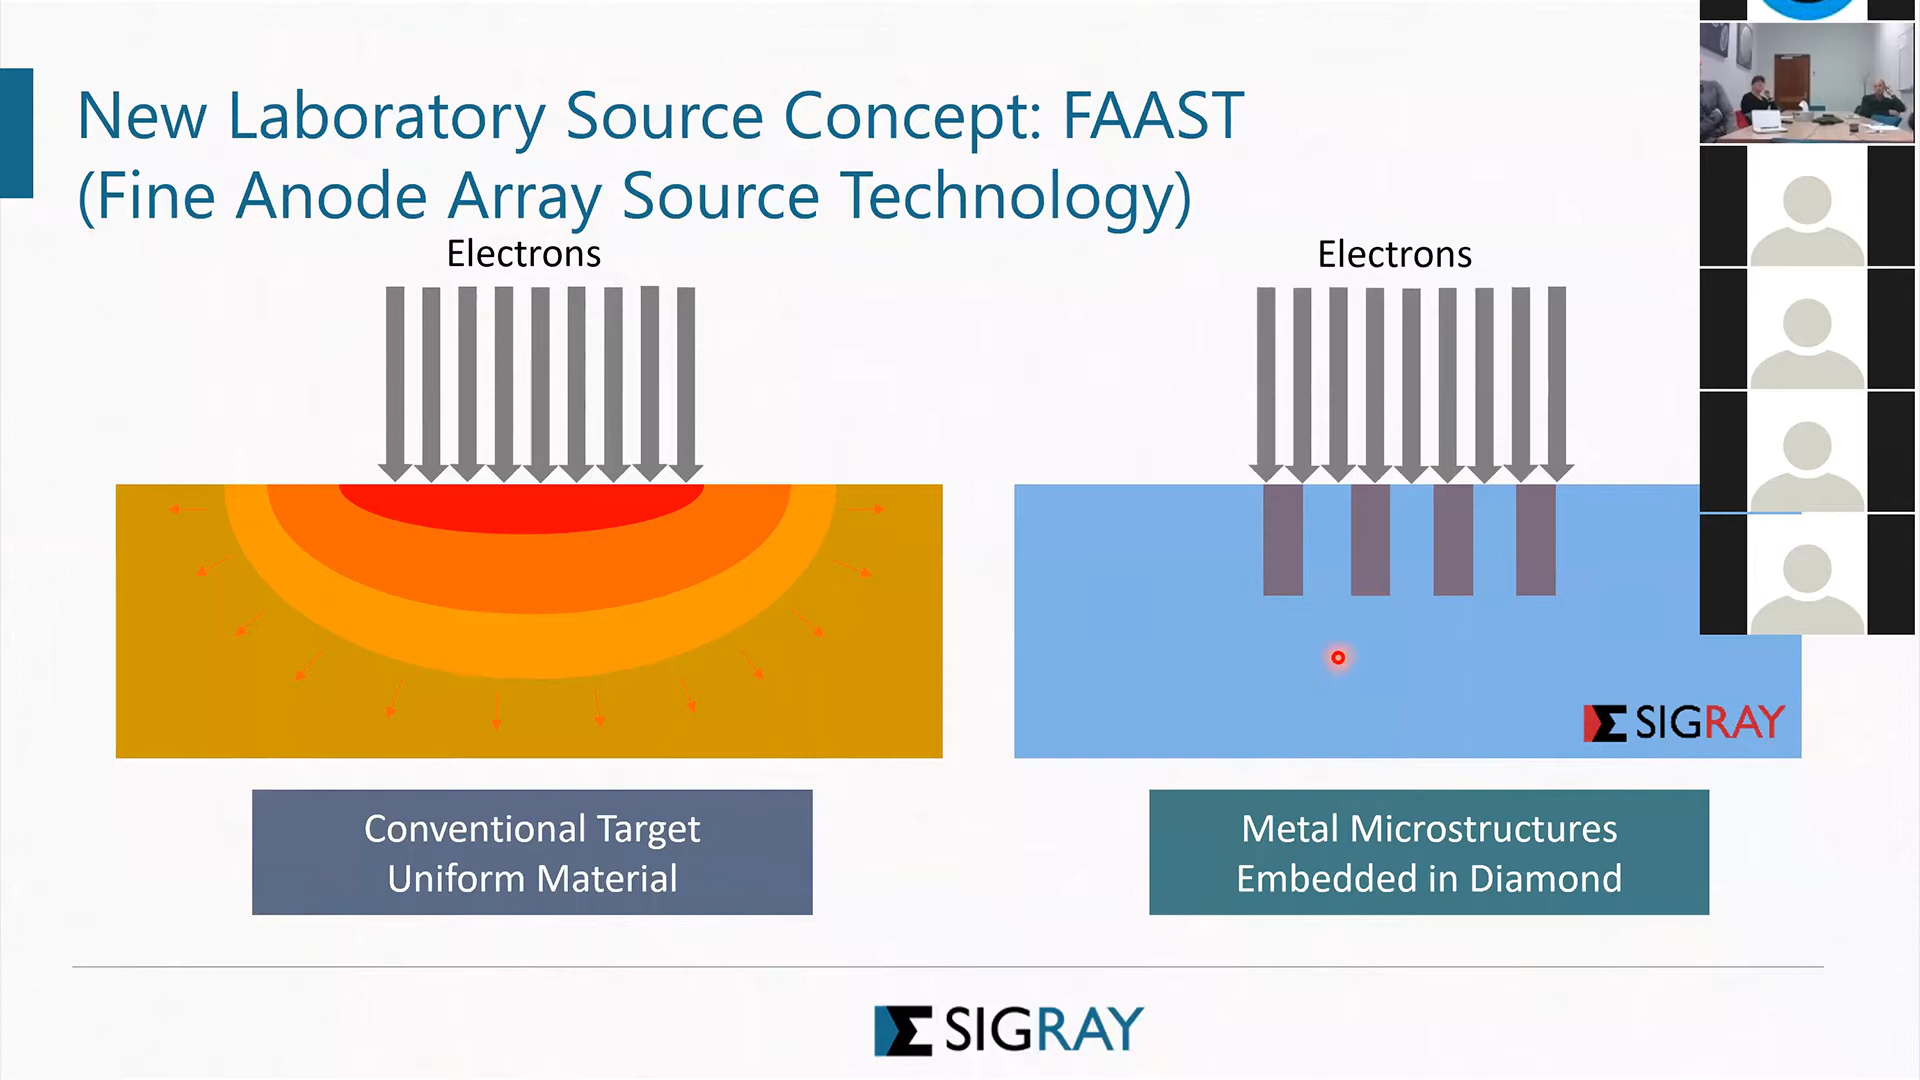 New Laboratory Source Concept: FAAST
(Fine Anode Array Source Technology)
Electrons
Electrons
SIGRAY
Conventional Target
Uniform Material
Metal Microstructures
Embedded in Diamond
SIGRAY